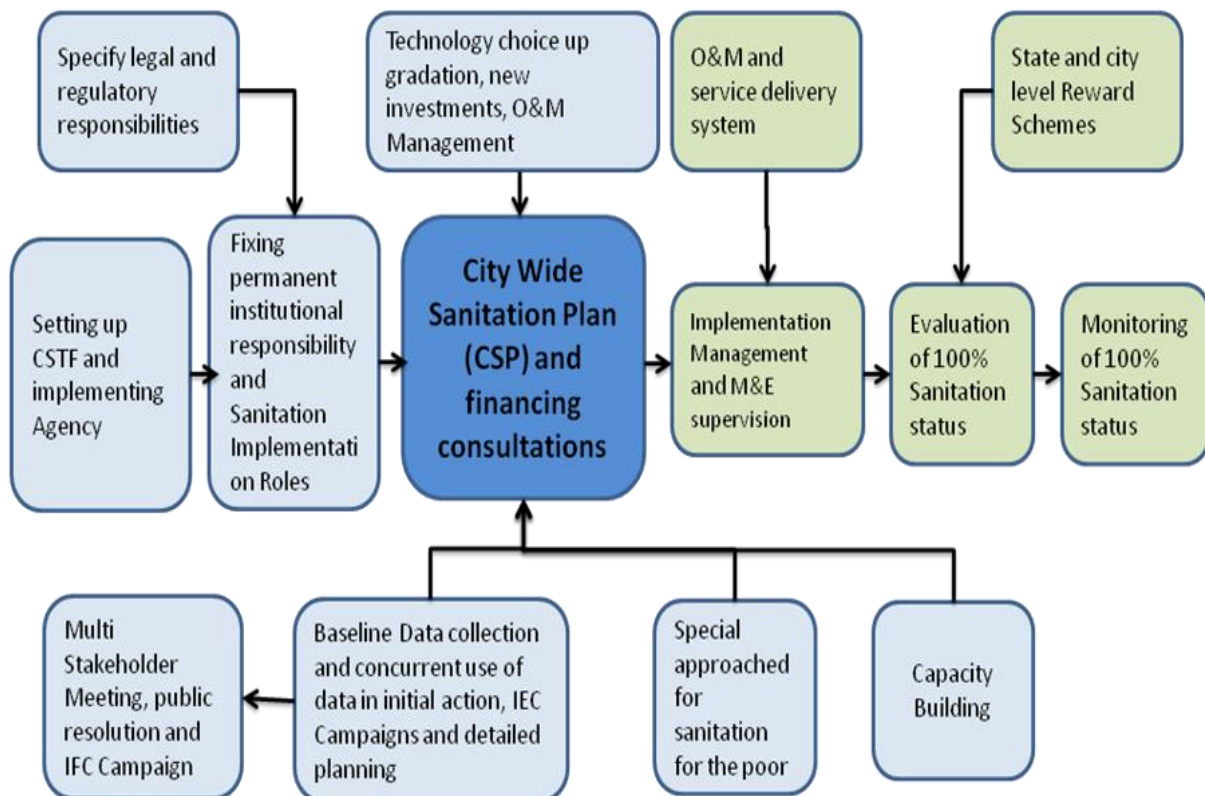 Specify legal and
regulatory
responsibilities
Technology choice up
gradation, new
investments, O&M
Management
O&M and
service delivery
system
State and city
level Reward
Schemes
Setting up
CSTF and
implementing
Agency
Fixing
permanent
institutional
responsibility
and
Sanitation
Implementati
on Roles
City Wide
Sanitation Plan
(CSP) and
financing
consultations
Implementation
Management
and M&E
supervision
Evaluation
of 100%
Sanitation
status
Monitoring
of 100%
Sanitation
status
Multi
Stakeholder
Meeting, public
resolution and
IFC Campaign
Baseline Data collection
and concurrent use of
data in initial action, IEC
Campaigns and detailed
planning
Special
approached
for
sanitation
for the poor
Capacity
Building